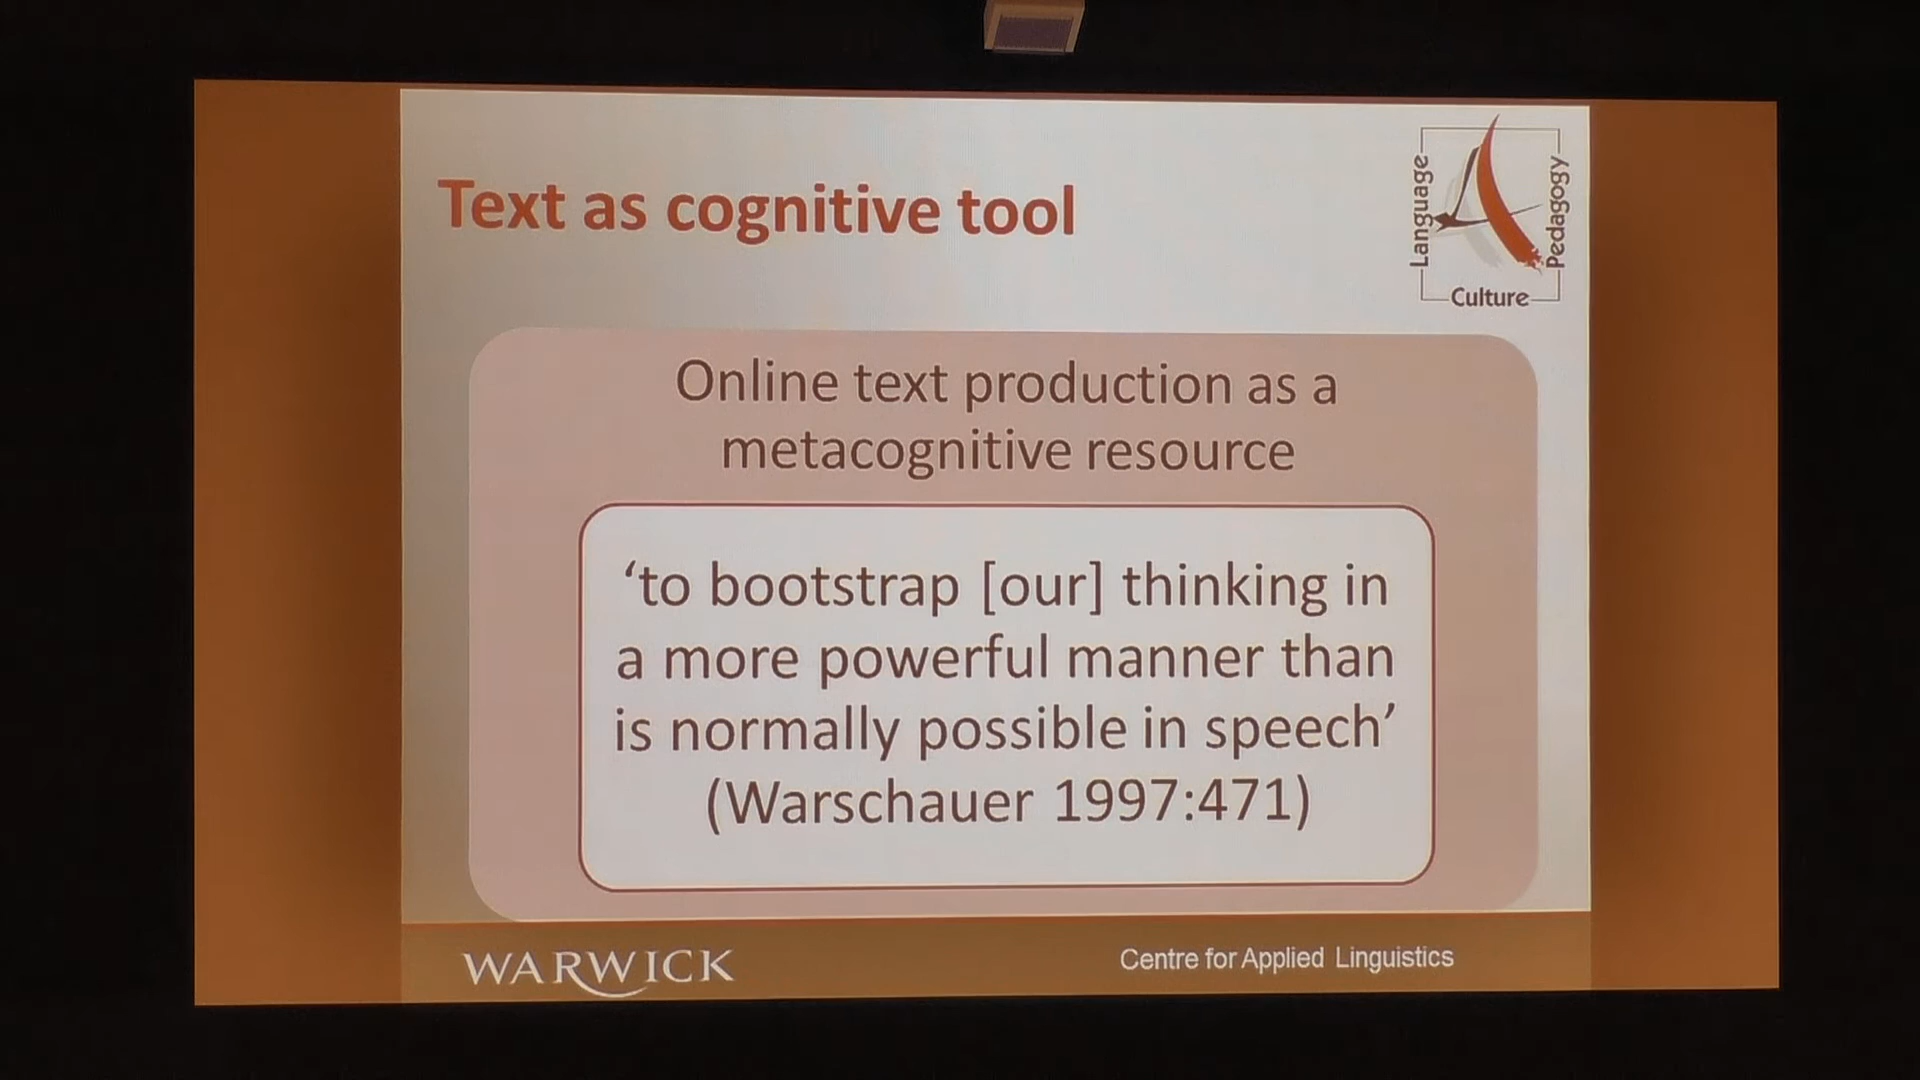 Text as cognitive tool
Language
Pedagogy
Culture
Online text production as a
metacognitive resource
‘to bootstrap [our] thinking in
a more powerful manner than
is normally possible in speech’
(Warschauer 1997:471)
WARWICK
Centre for Applied Linguistics